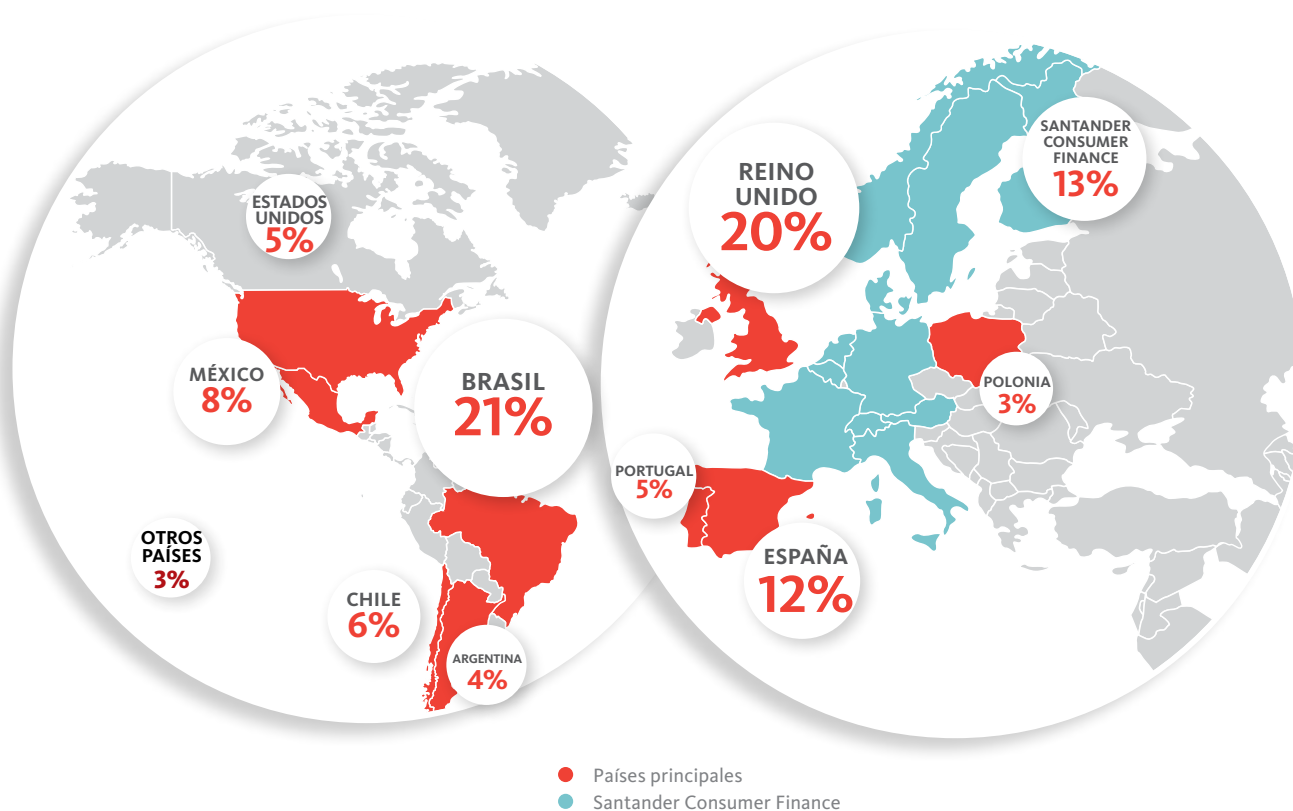 ESTADOS
UNIDOS
5%
MÉXICO
8%
BRASIL
21%
OTROS
PAÍSES
3%
CHILE
6%
ARGENTINA
4%
REINO
UNIDO
20%
SANTANDER
CONSUMER
FINANCE
13%
POLONIA
3%
PORTUGAL
5%
ESPAÑA
12%
Países principales
Santander Consumer Finance